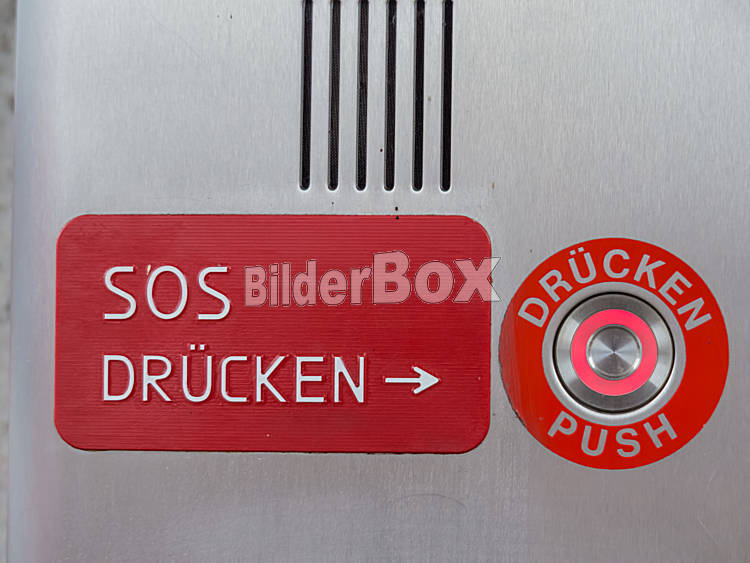 SOS
BilderBOX
DRÜCKEN →
DRÜCKEN
PUSH